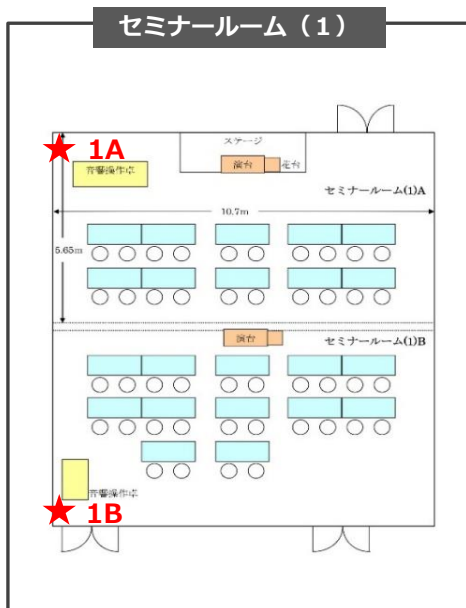 セミナールーム（１）
ステージ
1A
演台
花台
音響操作卓
セミナールーム(1)A
10.7m
5.65m
演台
セミナールーム(1)B
音響操作卓
1B